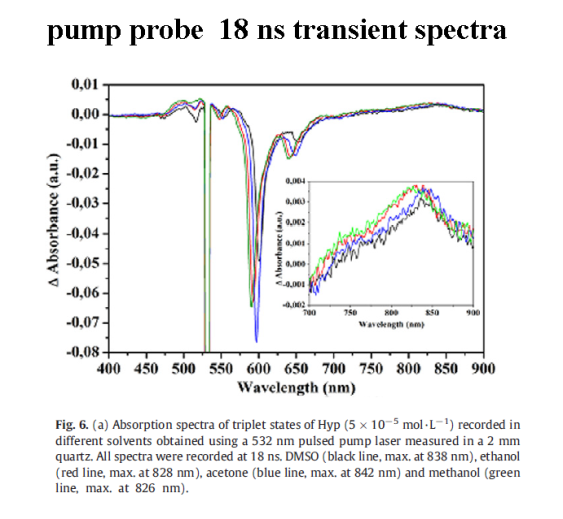 pump probe 18 ns transient spectra
0,01
0,00
-0,01
-0,02
-0,03
-0,04
-0,05
-0,06
-0,07
-0,08
Δ Absorbance (a.u.)
400 450 500 550 600 650 700 750 800 850 900
Wavelength (nm)
0,004
0,003
0,002
0,001
0,000
-0,001
-0,002
Δ Absorbance (a.u.)
700 750 800 850 900
Wavelength (nm)
Fig. 6. (a) Absorption spectra of triplet states of Hyp (5 × 10⁻⁵ mol·L⁻¹) recorded in
different solvents obtained using a 532 nm pulsed pump laser measured in a 2 mm
quartz. All spectra were recorded at 18 ns. DMSO (black line, max. at 838 nm), ethanol
(red line, max. at 828 nm), acetone (blue line, max. at 842 nm) and methanol (green
line, max. at 826 nm).